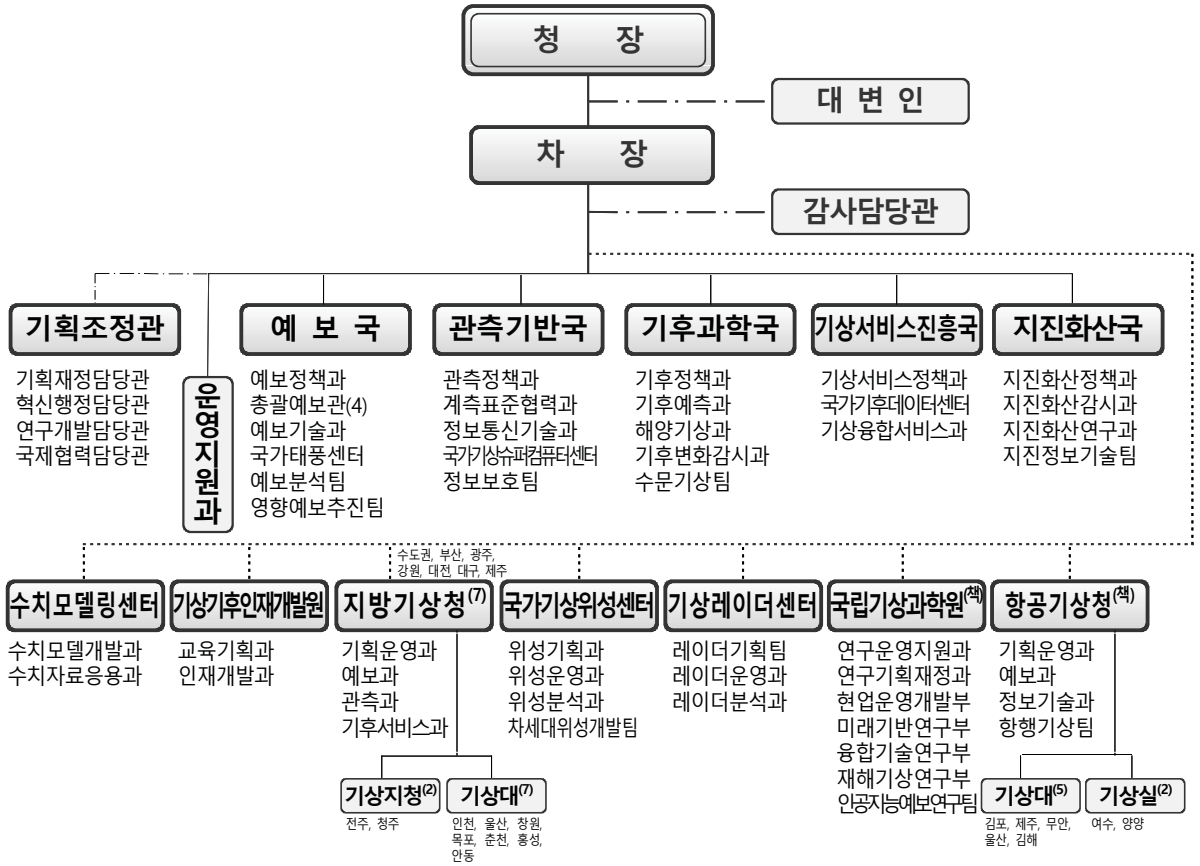 청 장
대 변 인
차 장
감사담당관
기획조정관
기획재정담당관
혁신행정담당관
연구개발담당관
국제협력담당관
운영지원과
예 보 국
예보정책과
총괄예보관(4)
예보기술과
국가태풍센터
예보분석팀
영향예보추진팀
관측기반국
관측정책과
계측표준협력과
정보통신기술과
국가기상슈퍼컴퓨터센터
정보보호팀
기후과학국
기후정책과
기후예측과
해양기상과
기후변화감시과
수문기상팀
기상서비스진흥국
기상서비스정책과
국가기후데이터센터
기상융합서비스과
지진화산국
지진화산정책과
지진화산감시과
지진화산연구과
지진정보기술팀
수치모델링센터
수치모델개발과
수치자료응용과
기상기후인재개발원
교육기획과
인재개발과
수도권, 부산, 광주,
강원, 대전, 대구, 제주
지방기상청(7)
기획운영과
예보과
관측과
기후서비스과
기상지청(2)
전주, 청주
기상대(7)
인천, 울산, 창원,
목포, 춘천, 홍성,
안동
국가기상위성센터
위성기획과
위성운영과
위성분석과
차세대위성개발팀
기상레이더센터
레이더기획팀
레이더운영과
레이더분석과
국립기상과학원(책)
연구운영지원과
연구기획재정과
현업운영개발부
미래기반연구부
융합기술연구부
재해기상연구부
인공지능예보연구팀
항공기상청(책)
기획운영과
예보과
정보기술과
항행기상팀
기상대(5)
김포, 제주, 무안,
울산, 김해
기상실(2)
여수, 양양